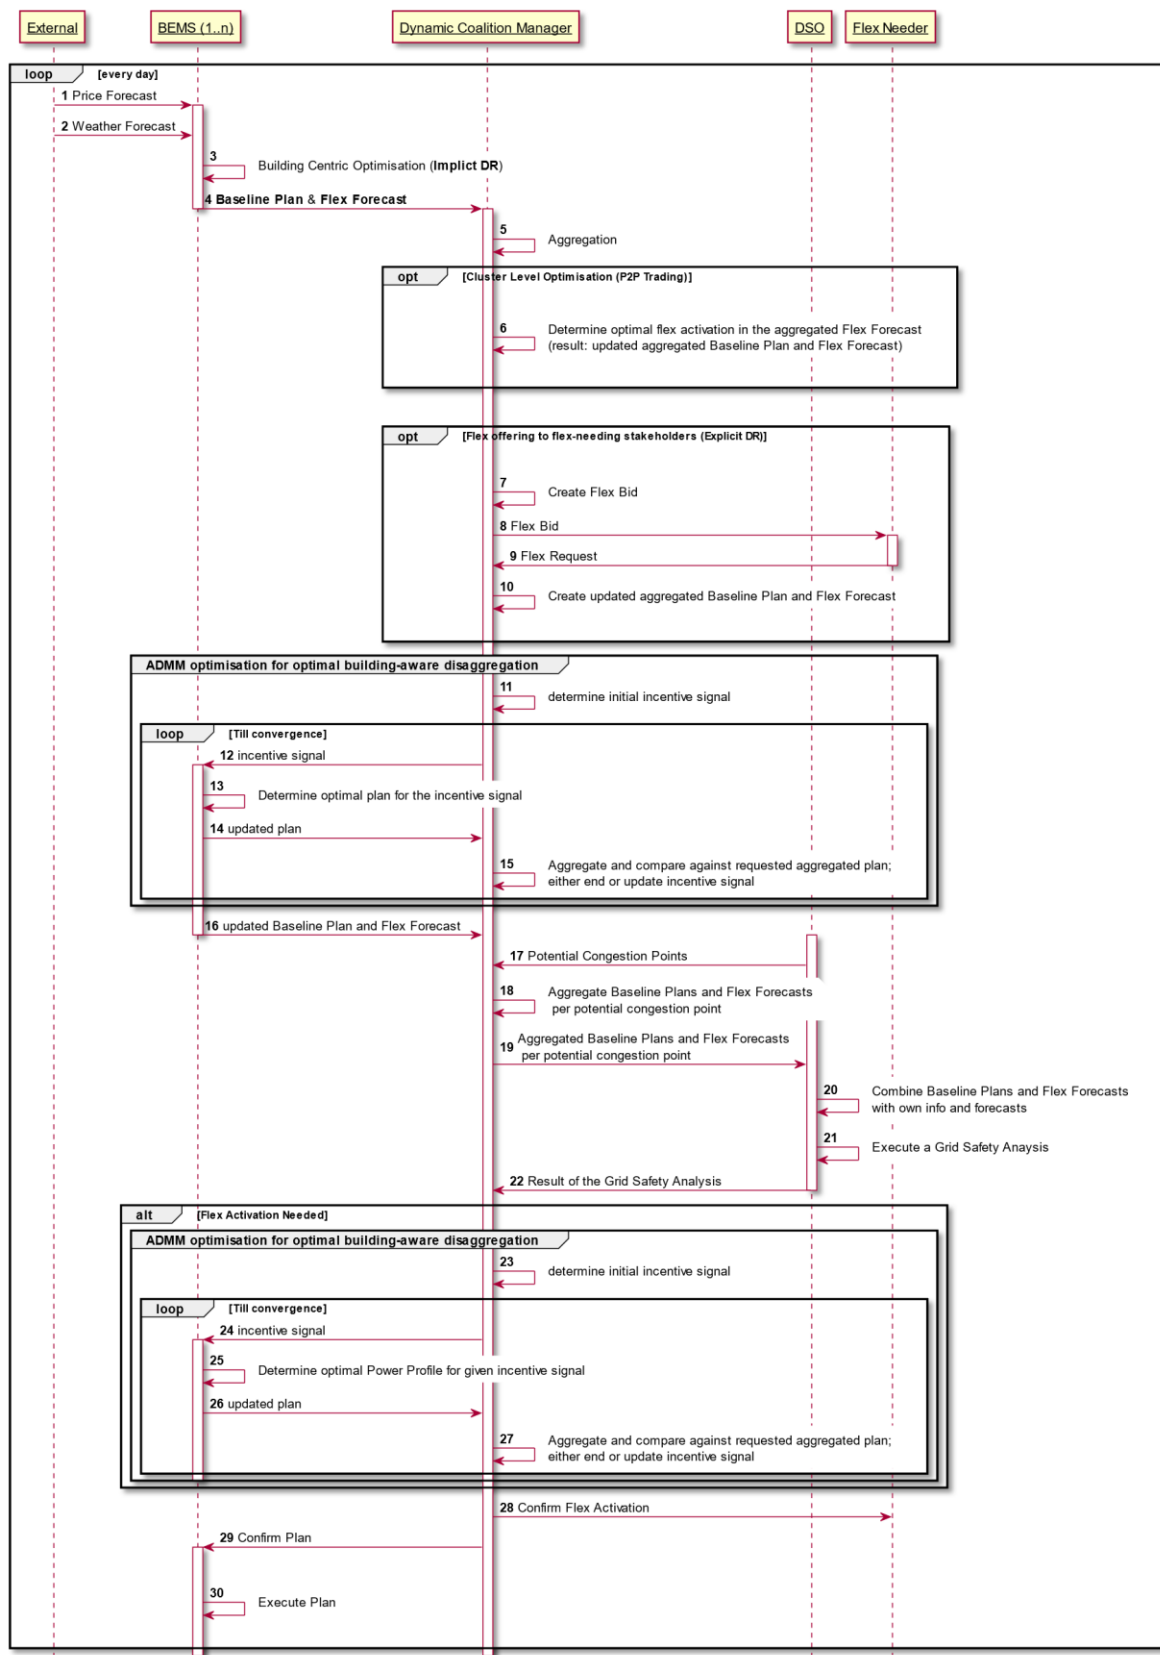 External
BEMS (1..n)
Dynamic Coalition Manager
DSO
Flex Needer
loop [every day]
1 Price Forecast
2 Weather Forecast
3
Building Centric Optimisation (Implict DR)
4 Baseline Plan & Flex Forecast
5
Aggregation
opt [Cluster Level Optimisation (P2P Trading)]
6
Determine optimal flex activation in the aggregated Flex Forecast
(result: updated aggregated Baseline Plan and Flex Forecast)
opt [Flex offering to flex-needing stakeholders (Explicit DR)]
7
Create Flex Bid
8 Flex Bid
9 Flex Request
10
Create updated aggregated Baseline Plan and Flex Forecast
ADMM optimisation for optimal building-aware disaggregation
11
determine initial incentive signal
loop [Till convergence]
12 incentive signal
13
Determine optimal plan for the incentive signal
14 updated plan
15
Aggregate and compare against requested aggregated plan;
either end or update incentive signal
16 updated Baseline Plan and Flex Forecast
17 Potential Congestion Points
18
Aggregate Baseline Plans and Flex Forecasts
per potential congestion point
19
Aggregated Baseline Plans and Flex Forecasts
per potential congestion point
20
Combine Baseline Plans and Flex Forecasts
with own info and forecasts
21
Execute a Grid Safety Anaysis
22 Result of the Grid Safety Analysis
alt [Flex Activation Needed]
ADMM optimisation for optimal building-aware disaggregation
23
determine initial incentive signal
loop [Till convergence]
24 incentive signal
25
Determine optimal Power Profile for given incentive signal
26 updated plan
27
Aggregate and compare against requested aggregated plan;
either end or update incentive signal
28 Confirm Flex Activation
29 Confirm Plan
30
Execute Plan